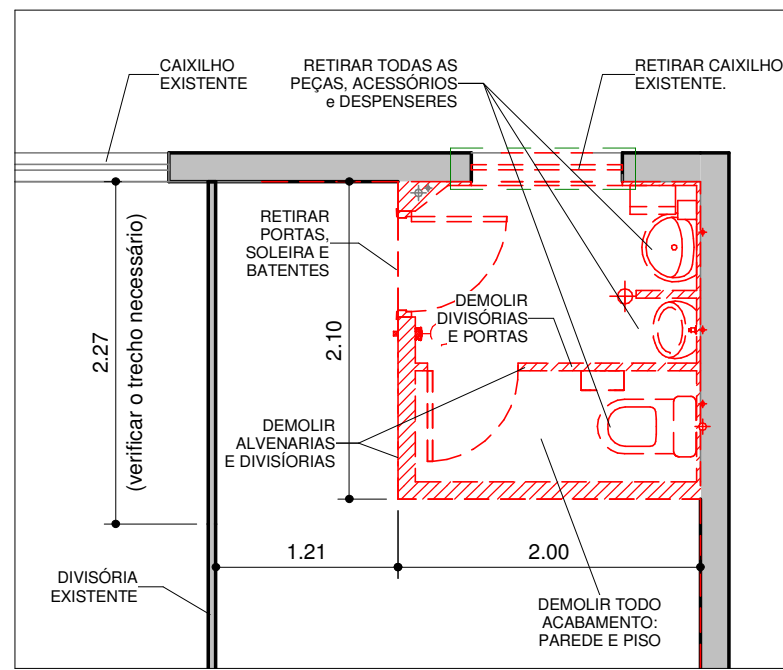 CAIXILHO
EXISTENTE
RETIRAR TODAS AS
PEÇAS, ACESSÓRIOS
e DESPENSERES
RETIRAR CAIXILHO
EXISTENTE.
RETIRAR
PORTAS,
SOLEIRA E
BATENTES
2.27
(verificar o trecho necessário)
2.10
DEMOLIR
DIVISÓRIAS
E PORTAS
DEMOLIR
ALVENARIAS
E DIVISÍORIAS
1.21
2.00
DIVISÓRIA
EXISTENTE
DEMOLIR TODO
ACABAMENTO:
PAREDE E PISO